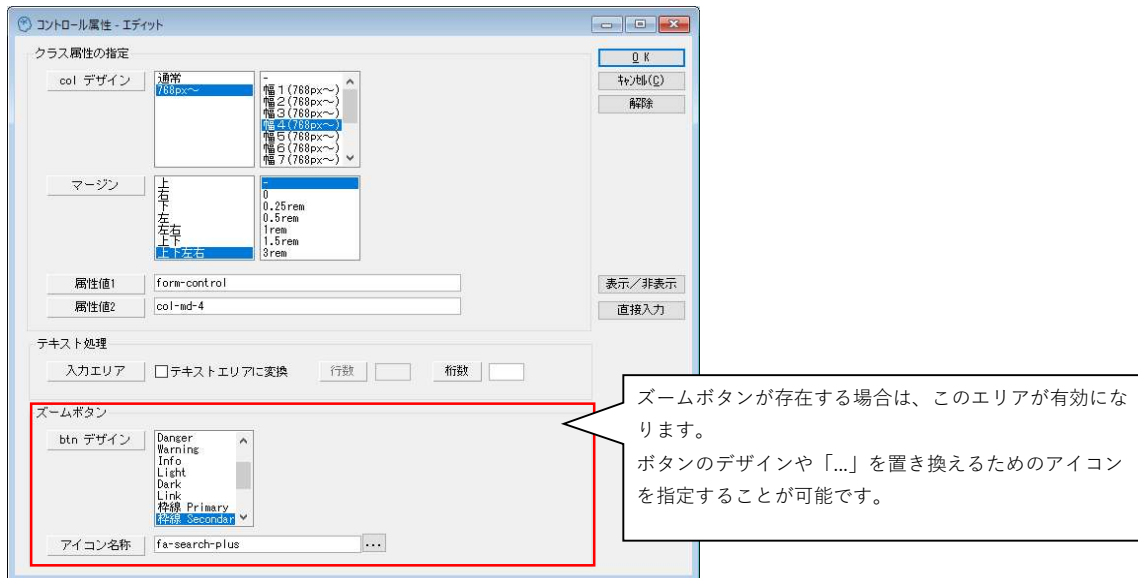 コントロール属性 - エディット
クラス属性の指定
col デザイン
通常
768px～
-
幅１(768px～)
幅２(768px～)
幅３(768px～)
幅４(768px～)
幅５(768px～)
幅６(768px～)
幅７(768px～)
マージン
上
右
下
左
左右
上下
上下左右
-
0
0.25rem
0.5rem
1rem
1.5rem
3rem
属性値1
form-control
属性値2
col-md-4
ＯＫ
ｷｬﾝｾﾙ(C)
解除
表示／非表示
直接入力
テキスト処理
入力エリア
テキストエリアに変換
行数
桁数
ズームボタン
btn デザイン
Danger
Warning
Info
Light
Dark
Link
枠線 Primary
枠線 Secondar
アイコン名称
fa-search-plus
...
ズームボタンが存在する場合は、このエリアが有効にな
ります。
ボタンのデザインや「...」を置き換えるためのアイコン
を指定することが可能です。